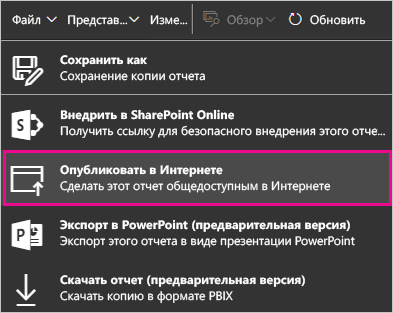 Файл Представ... Изме... Обзор Обновить
Сохранить как
Сохранение копии отчета
Внедрить в SharePoint Online
Получить ссылку для безопасного внедрения этого отче...
Опубликовать в Интернете
Сделать этот отчет общедоступным в Интернете
Экспорт в PowerPoint (предварительная версия)
Экспорт этого отчета в виде презентации PowerPoint
Скачать отчет (предварительная версия)
Скачать копию в формате PBIX